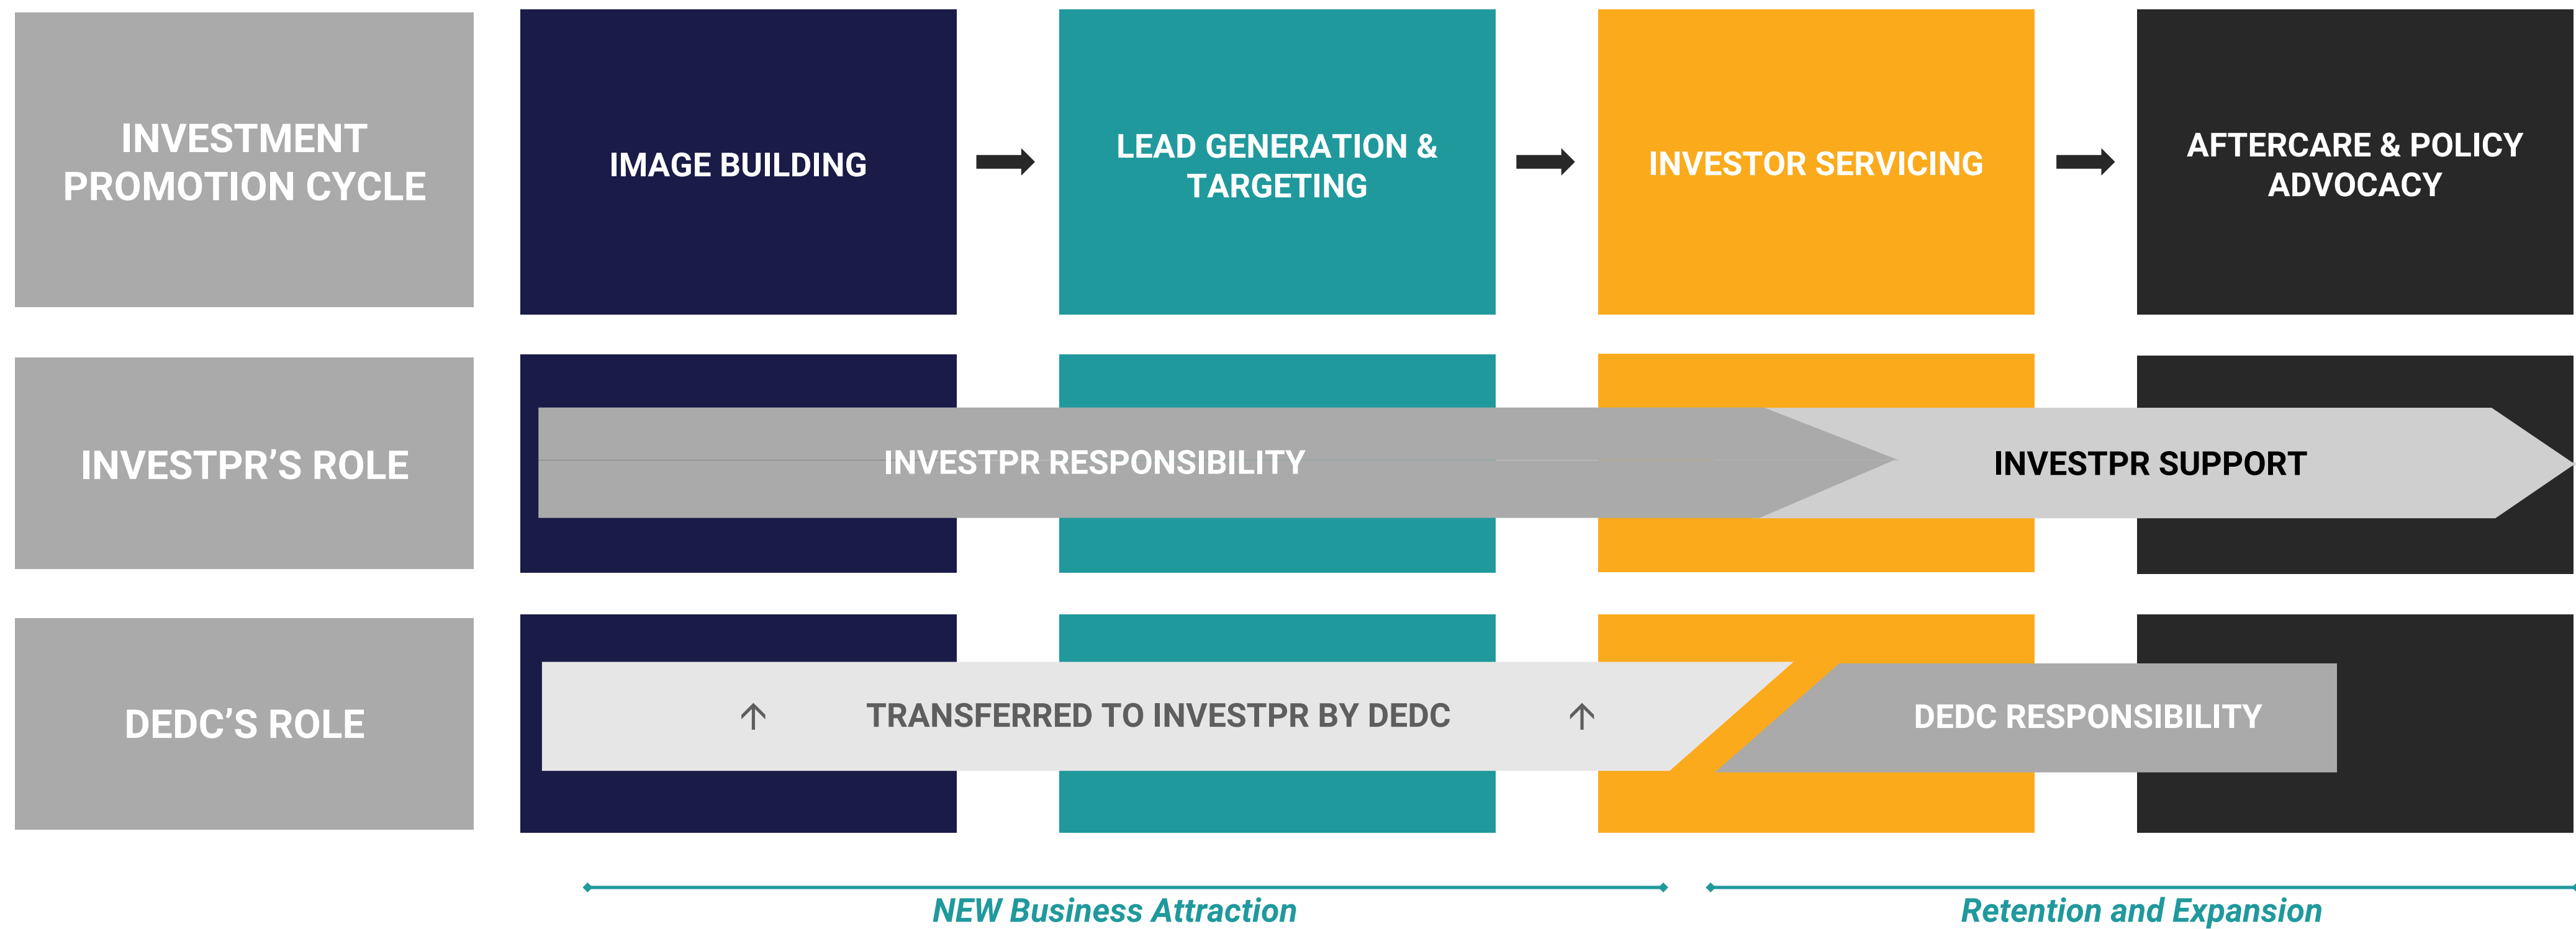 INVESTMENT
PROMOTION CYCLE
IMAGE BUILDING
LEAD GENERATION &
TARGETING
INVESTOR SERVICING
AFTERCARE & POLICY
ADVOCACY
INVESTPR’S ROLE
INVESTPR RESPONSIBILITY
INVESTPR SUPPORT
DEDC’S ROLE
TRANSFERRED TO INVESTPR BY DEDC
DEDC RESPONSIBILITY
NEW Business Attraction
Retention and Expansion